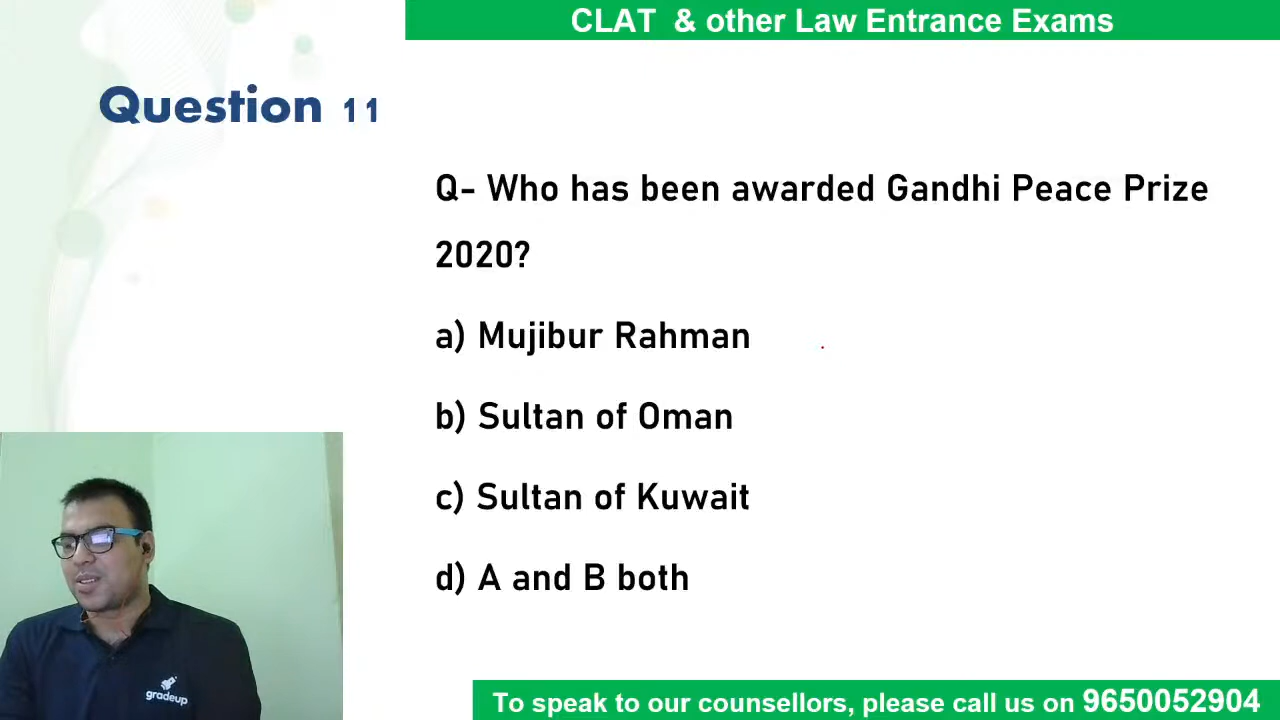 CLAT & other Law Entrance Exams
Question 11
Q- Who has been awarded Gandhi Peace Prize
2020?
a) Mujibur Rahman
b) Sultan of Oman
c) Sultan of Kuwait
d) A and B both
gradeup
To speak to our counsellors, please call us on 9650052904